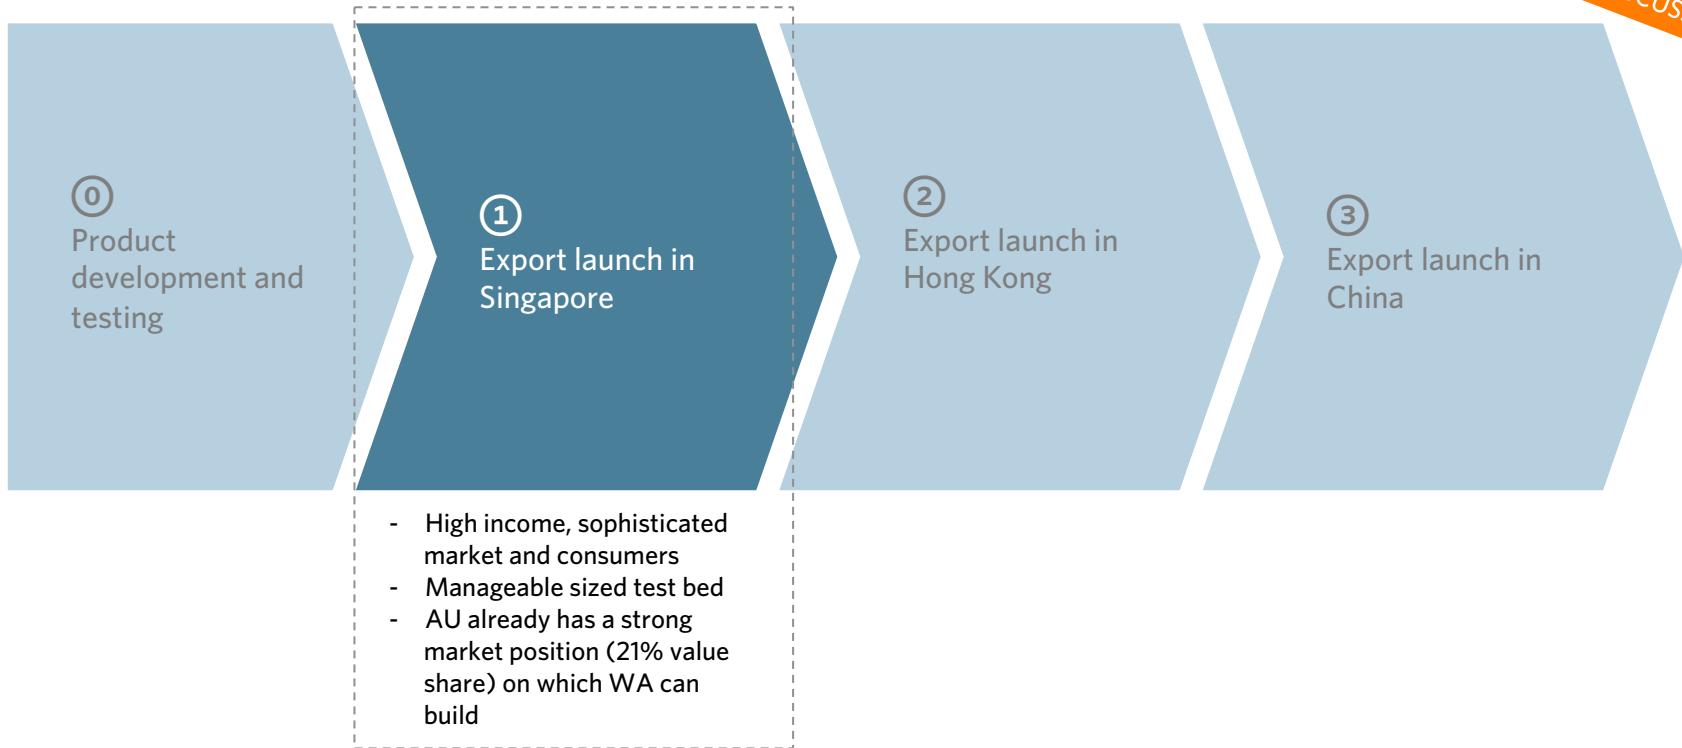 0
Product
development and
testing
1
Export launch in
Singapore
2
Export launch in
Hong Kong
3
Export launch in
China
- High income, sophisticated
market and consumers
- Manageable sized test bed
- AU already has a strong
market position (21% value
share) on which WA can
build